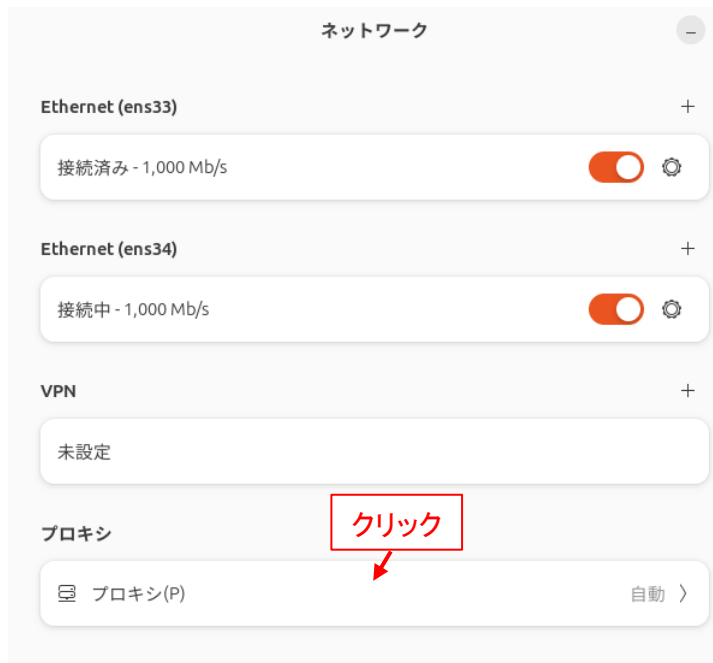 ネットワーク
Ethernet (ens33)
接続済み - 1,000 Mb/s
Ethernet (ens34)
接続中 - 1,000 Mb/s
VPN
未設定
プロキシ
クリック
プロキシ(P)
自動